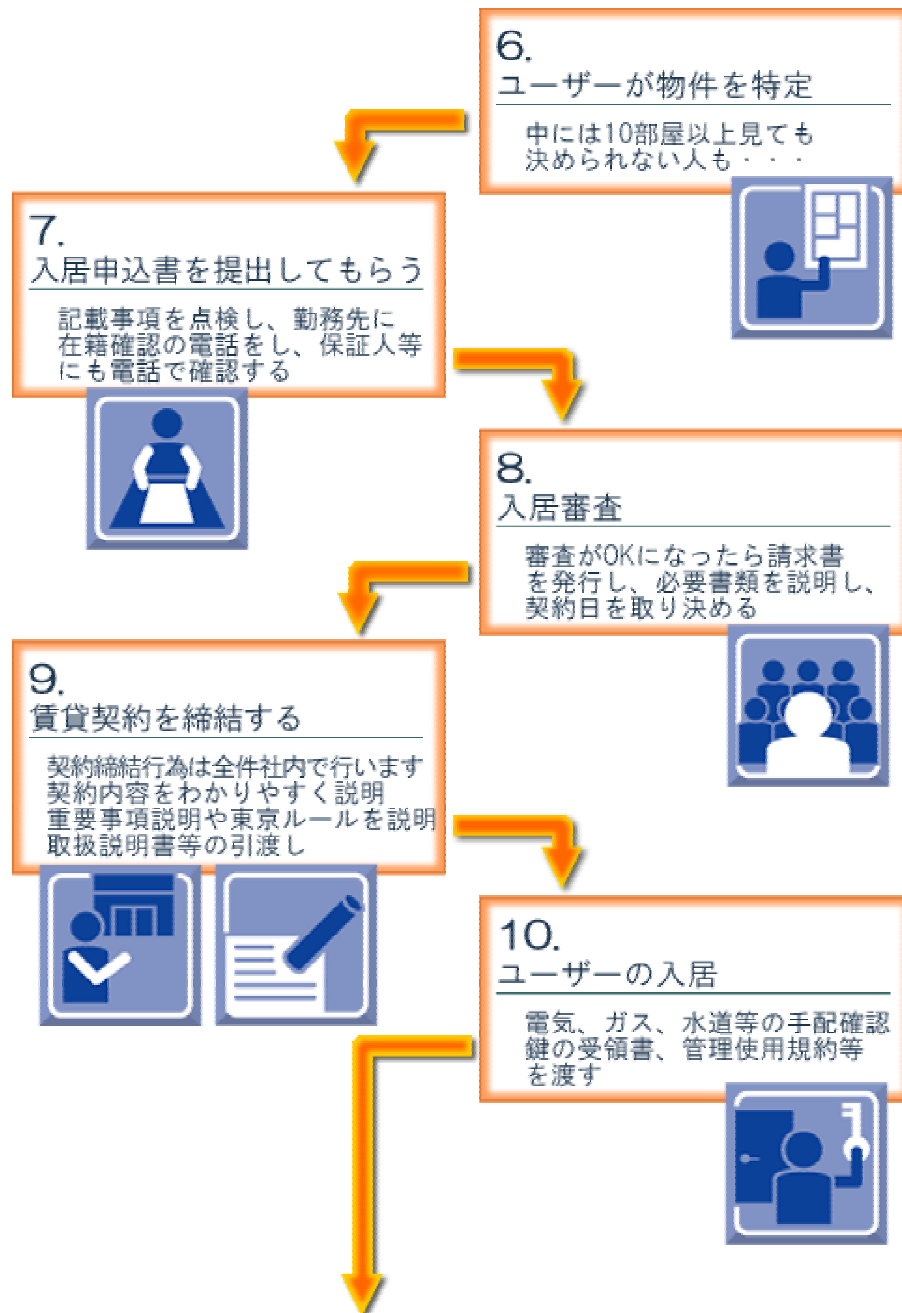 6.
ユーザーが物件を特定
中には10部屋以上見ても
決められない人も・・・
7.
入居申込書を提出してもらう
記載事項を点検し、勤務先に
在籍確認の電話をし、保証人等
にも電話で確認する
8.
入居審査
審査がOKになったら請求書
を発行し、必要書類を説明し、
契約日を取り決める
9.
賃貸契約を締結する
契約締結行為は全件社内で行います
契約内容をわかりやすく説明
重要事項説明や東京ルールを説明
取扱説明書等の引渡し
10.
ユーザーの入居
電気、ガス、水道等の手配確認
鍵の受領書、管理使用規約等
を渡す